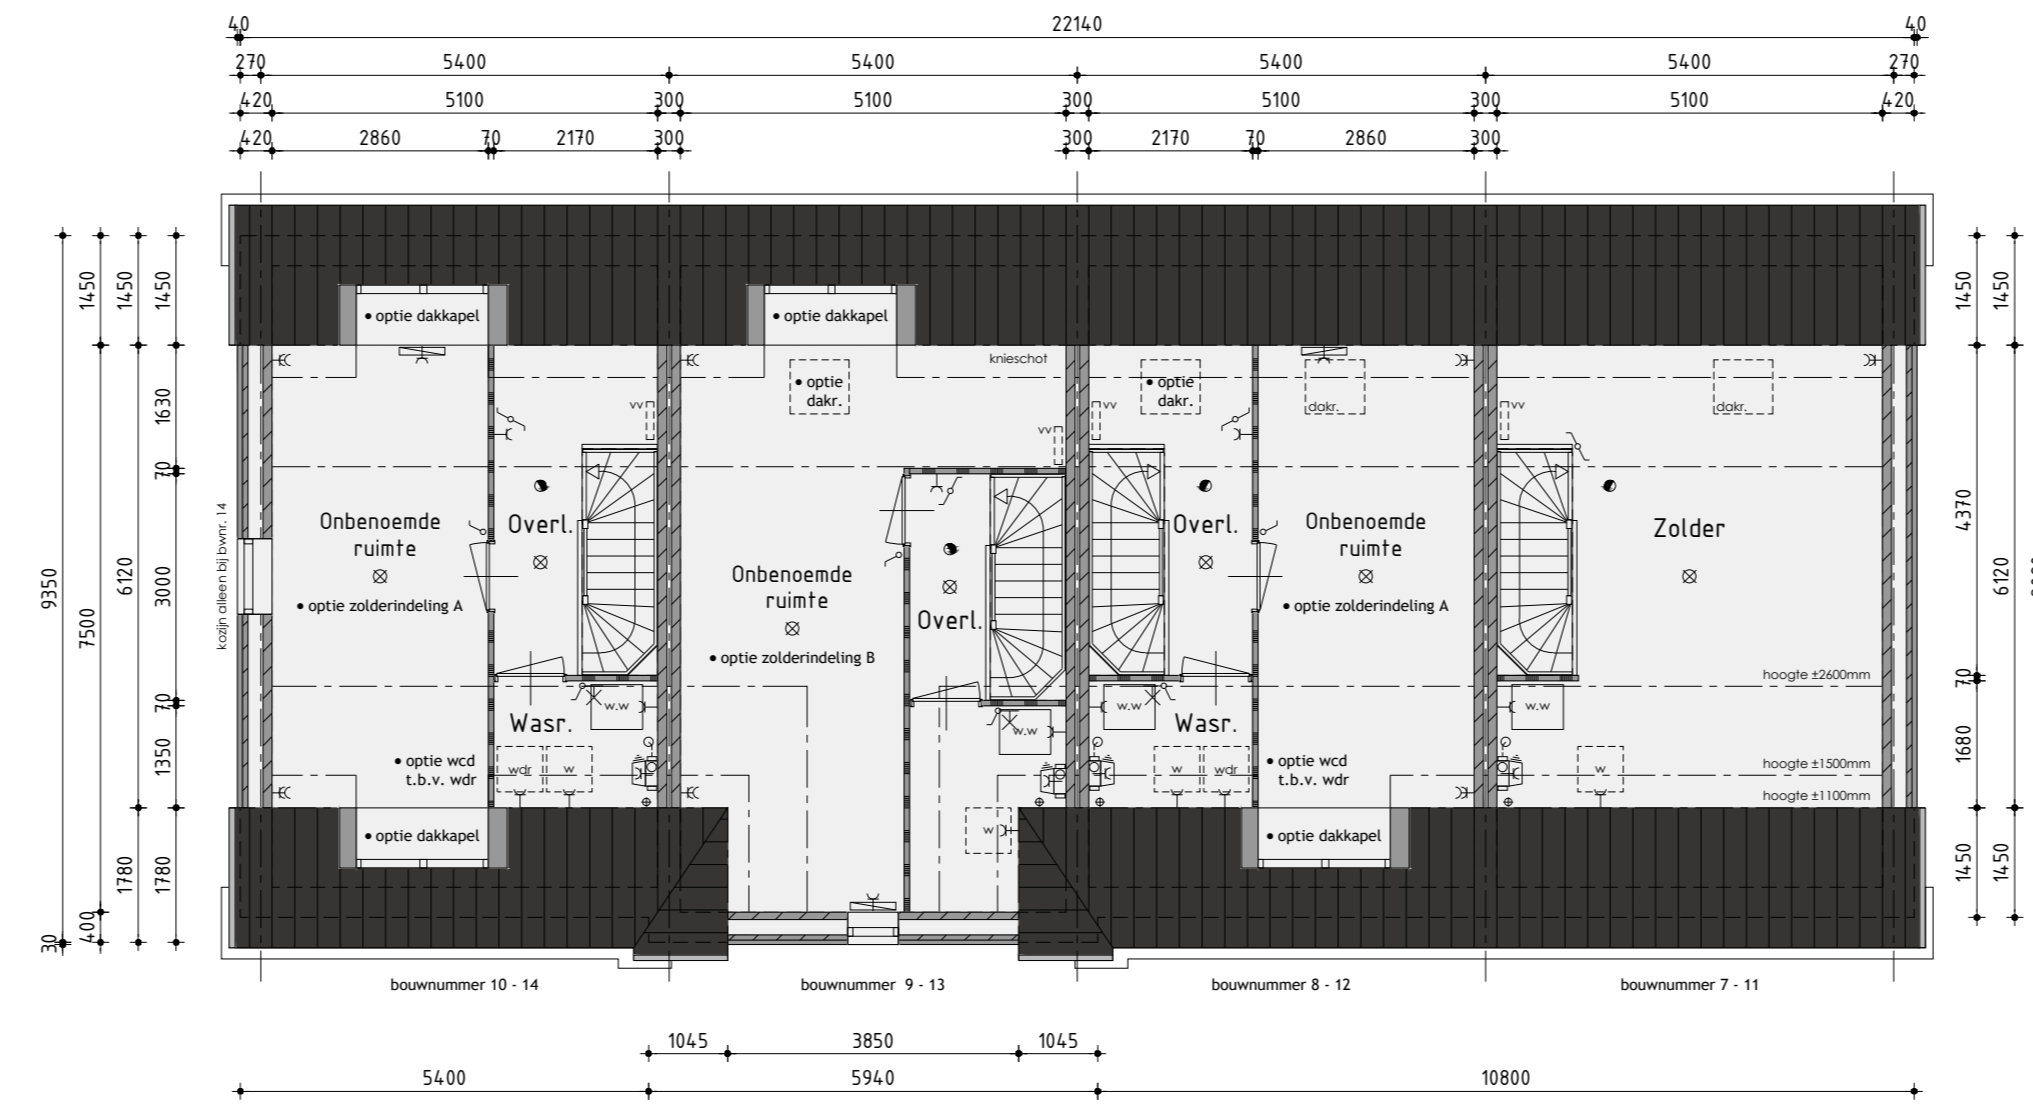 40 22140 40
270 5400 5400 5400 5400 270
420 5100 300 5100 300 5100 300 5100 420
420 2860 70 2170 300 300 2170 70 2860 300
9350
30
1450
7500
400
1450
6120
1780
1450
1630
70
3000
70
1350
1780
kozijn alleen bij bwnr. 14
• optie dakkapel
Onbenoemde
ruimte
• optie zolderindeling A
• optie wcd
t.b.v. wdr
• optie dakkapel
vv
Overl.
Wasr.
w.w
wdr w
• optie dakkapel
• optie
dakr.
knieschot
vv
Onbenoemde
ruimte
• optie zolderindeling B
Overl.
w.w
w
• optie
dakr.
vv
Overl.
Wasr.
w.w
w wdr
dakr.
Onbenoemde
ruimte
• optie zolderindeling A
• optie wcd
t.b.v. wdr
• optie dakkapel
vv
dakr.
Zolder
w.w
w
hoogte ±2600mm
hoogte ±1500mm
hoogte ±1100mm
1450
4370
70
1680
1450
1450
6120
1450
bouwnummer 10 - 14
bouwnummer 9 - 13
bouwnummer 8 - 12
bouwnummer 7 - 11
1045 3850 1045
5400 5940 10800